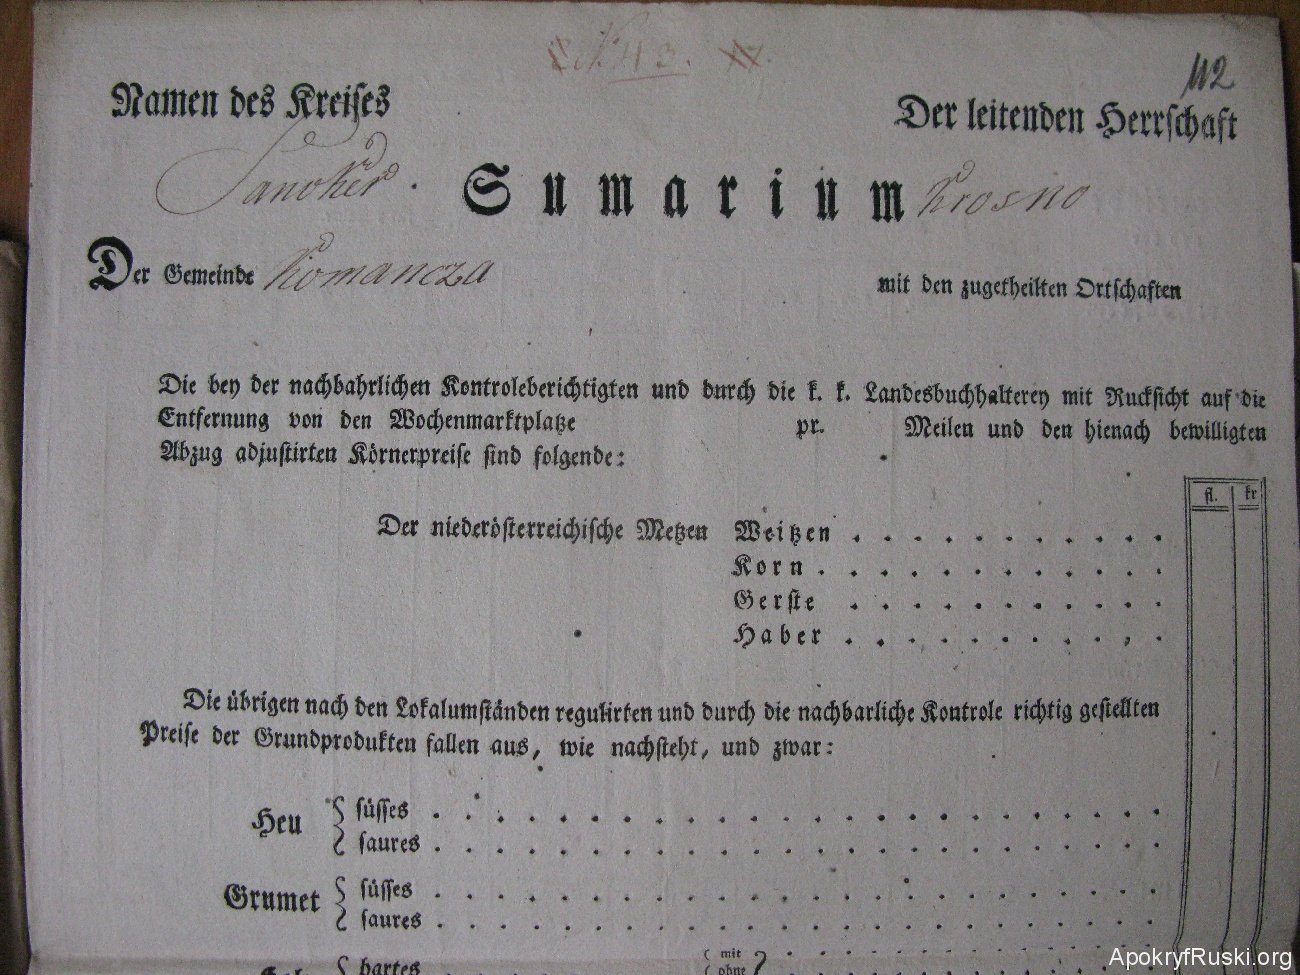 N. 43.
112
Namen des Kreises
Der leitenden Herrschaft
Sanoker.
Sumarium
Krosno
Der Gemeinde Komancza
mit den zugetheilten Ortschaften
Die bey der nachbahrlichen Kontroleberichtigten und durch die k. k. Landesbuchhalterey mit Rucksicht auf die
Entfernung von den Wochenmarktplatze pr. Meilen und den hienach bewilligten
Abzug adjustirten Körnerpreise sind folgende:
fl. kr
Der niederösterreichische Metzen Weitzen . . . . . . . . . . .
Korn . . . . . . . . . . . .
Gerste . . . . . . . . . . .
Haber . . . . . . . . . . .
Die übrigen nach den Lokalumständen regulirten und durch die nachbarliche Kontrole richtig gestellten
Preise der Grundprodukten fallen aus, wie nachsteht, und zwar:
Heu { süsses . . . . . . . . . . . . . . . . . . . . . . .
{ saures . . . . . . . . . . . . . . . . . . . . . . .
Grumet { süsses . . . . . . . . . . . . . . . . . . . . . . .
{ saures . . . . . . . . . . . . . . . . . . . . . . .
{ hartes . . . . . . . . { mit } . . . . . . . . . . . .
ohne
ApokryfRuski.org